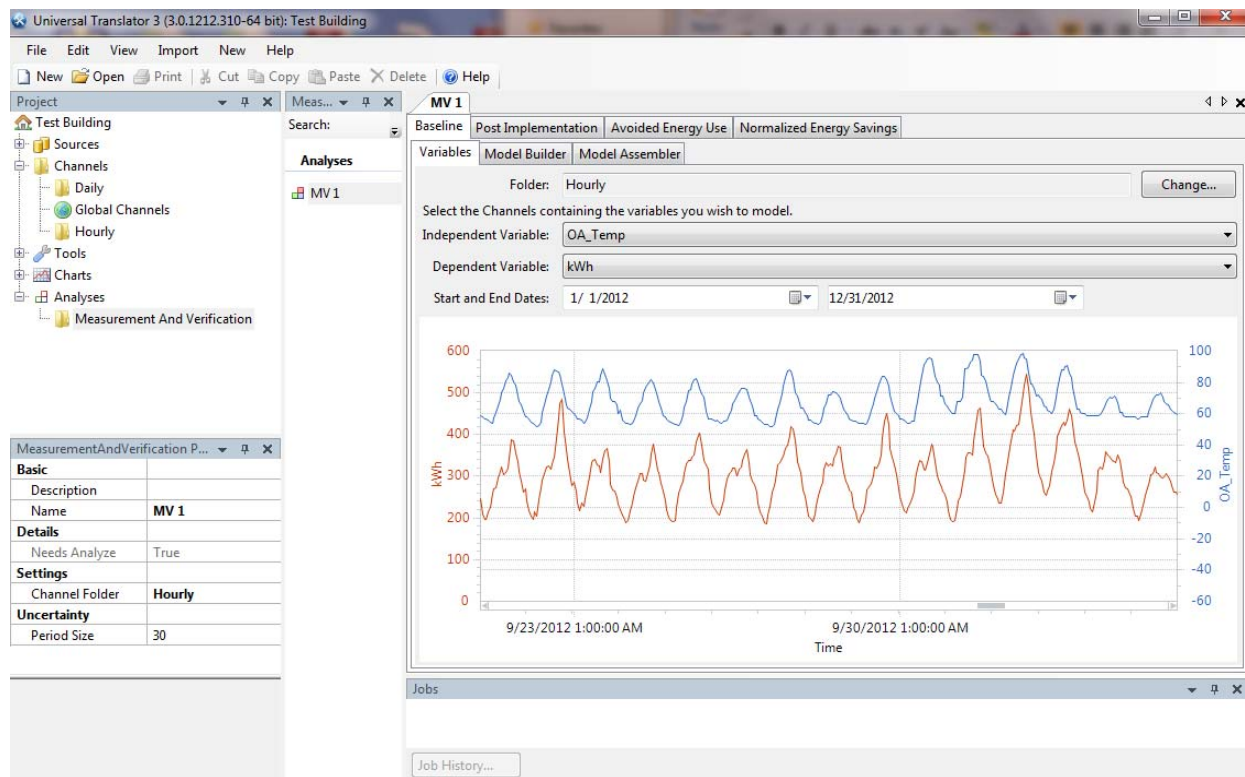 Universal Translator 3 (3.0.1212.310-64 bit): Test Building
File Edit View Import New Help
New Open Print Cut Copy Paste Delete Help
Project
Test Building
Sources
Channels
Daily
Global Channels
Hourly
Tools
Charts
Analyses
Measurement And Verification
MeasurementAndVerification P...
Basic
Description
Name MV 1
Details
Needs Analyze True
Settings
Channel Folder Hourly
Uncertainty
Period Size 30
Meas...
Search:
Analyses
MV 1
MV 1
Baseline Post Implementation Avoided Energy Use Normalized Energy Savings
Variables Model Builder Model Assembler
Folder: Hourly Change...
Select the Channels containing the variables you wish to model.
Independent Variable: OA_Temp
Dependent Variable: kWh
Start and End Dates: 1/ 1/2012 12/31/2012
600 100
500 80
400 60
300 40
200 20
100 0
0 -20
-40
-60
kWh
OA_Temp
9/23/2012 1:00:00 AM 9/30/2012 1:00:00 AM
Time
Jobs
Job History...